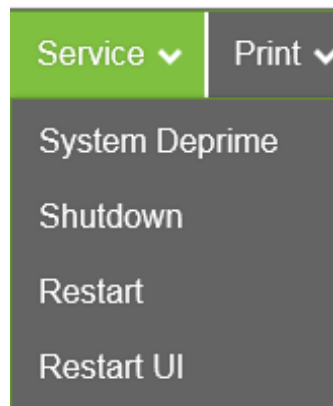 Service Print
System Deprime
Shutdown
Restart
Restart UI